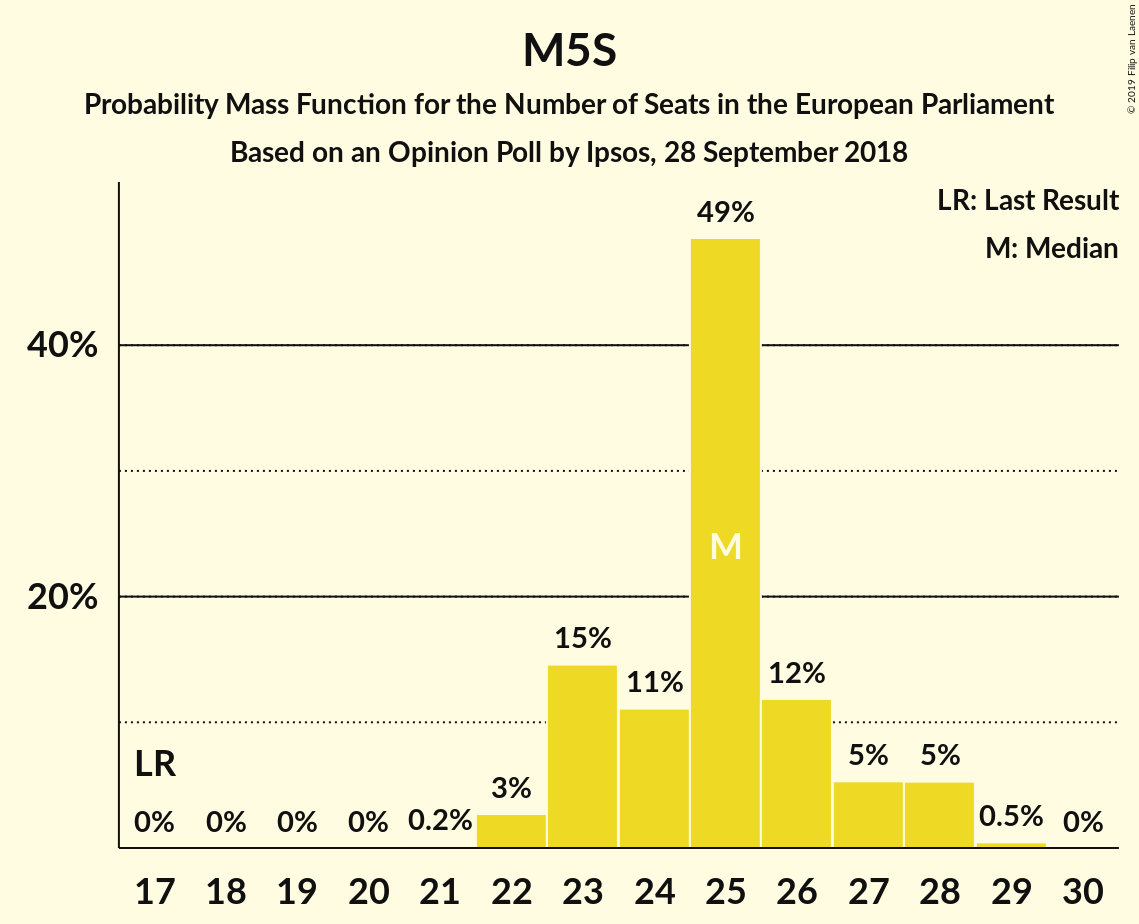 M5S
Probability Mass Function for the Number of Seats in the European Parliament
Based on an Opinion Poll by Ipsos, 28 September 2018
© 2019 Filip van Laenen
LR: Last Result
M: Median
49%
40%
M
20%
15%
12%
11%
LR
5% 5%
3%
0% 0% 0% 0% 0.2% 0.5% 0%
17 18 19 20 21 22 23 24 25 26 27 28 29 30